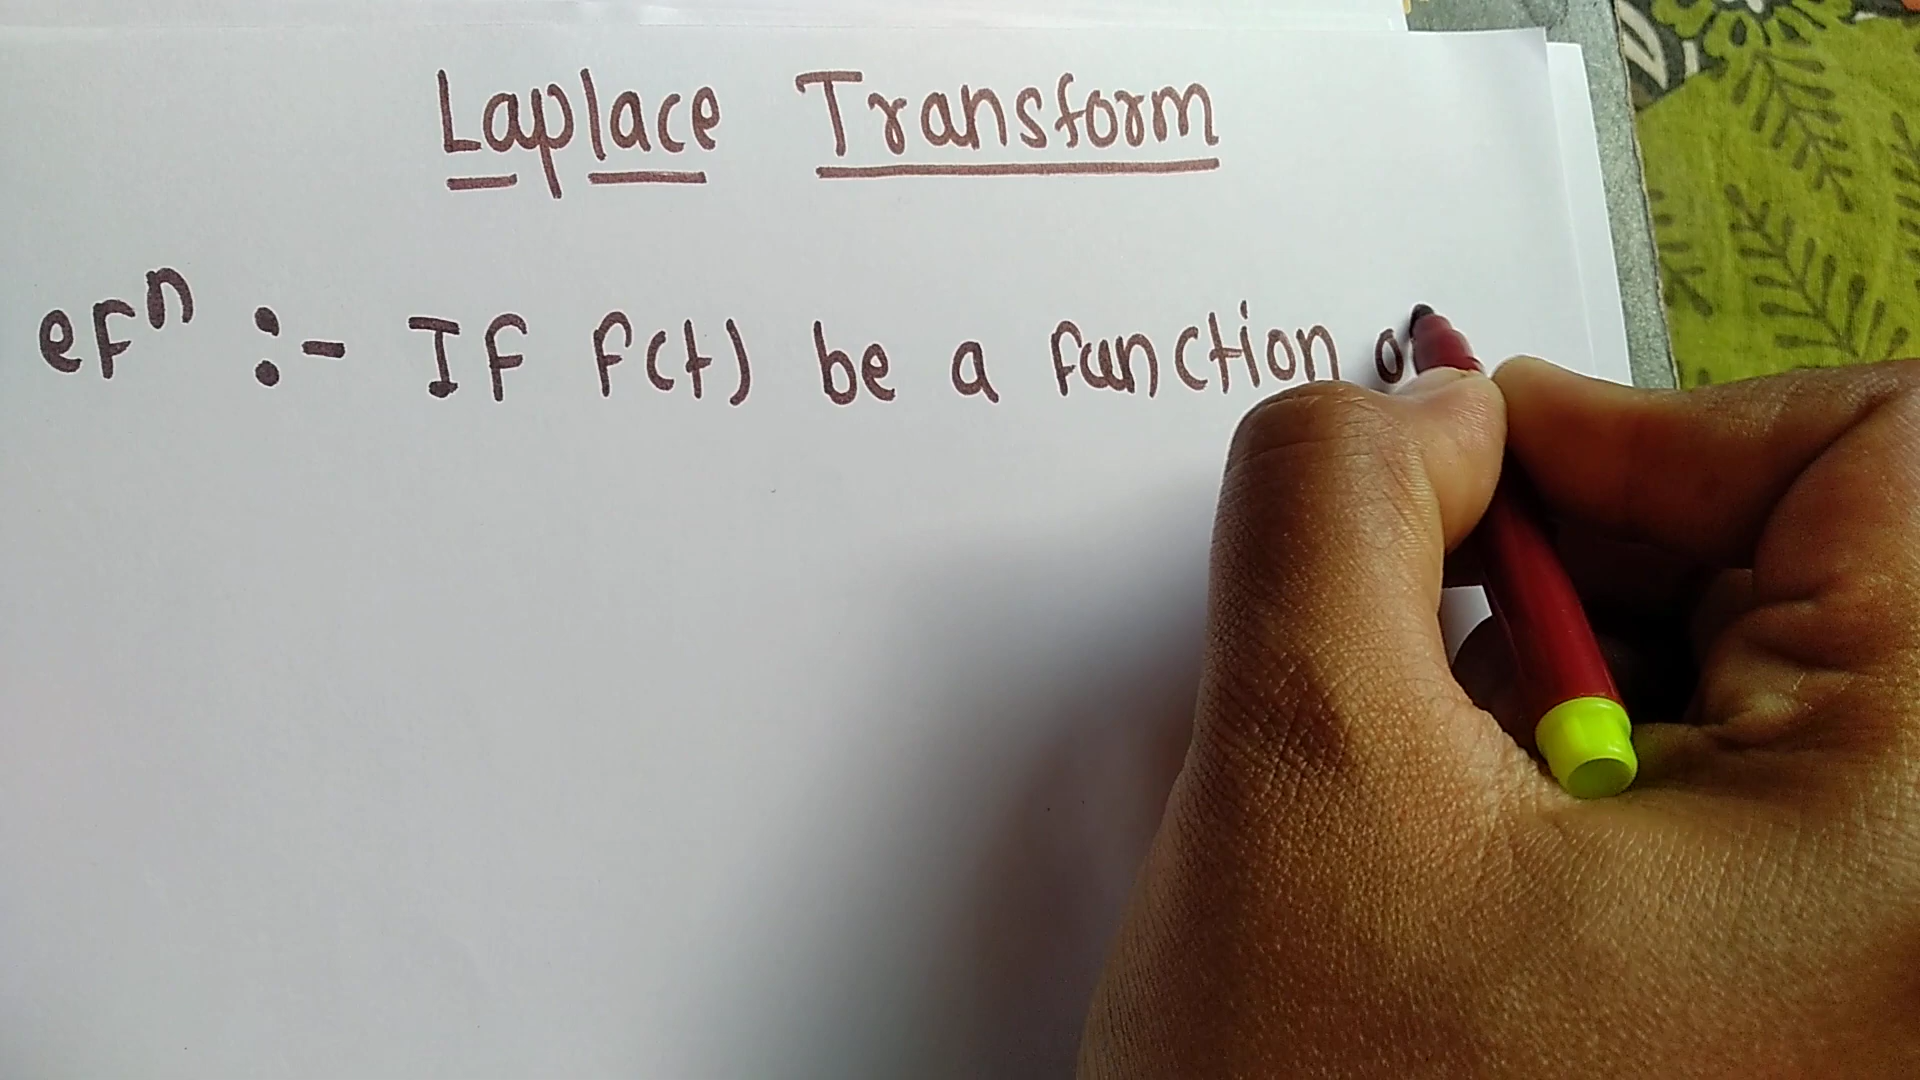 Laplace Transform
efⁿ :- If f(t) be a function o